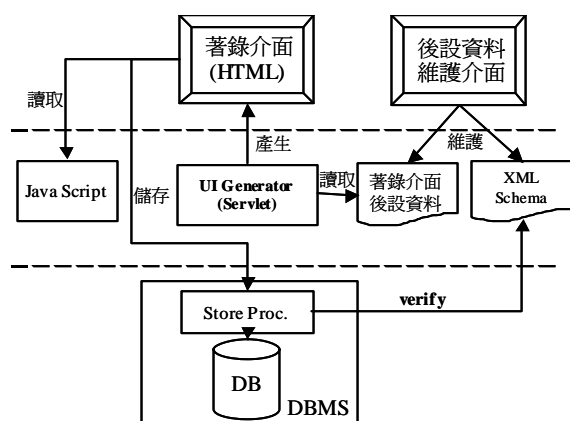 著錄介面
(HTML)
後設資料
維護介面
讀取
產生
維護
Java Script
儲存
UI Generator
(Servlet)
讀取
著錄介面
後設資料
XML
Schema
Store Proc.
verify
DB
DBMS